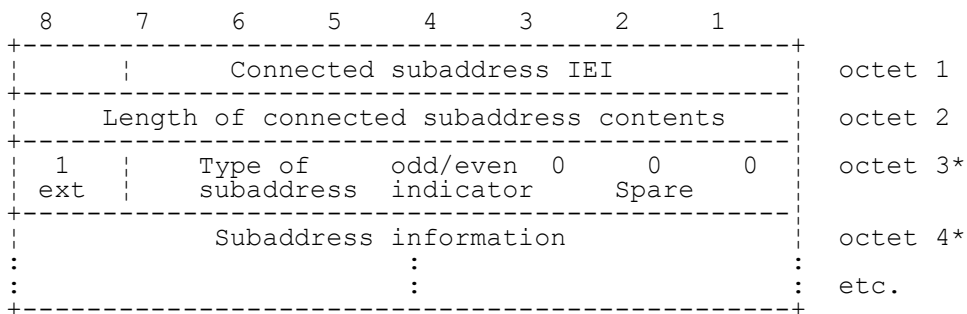 8 7 6 5 4 3 2 1
Connected subaddress IEI octet 1
Length of connected subaddress contents octet 2
1 Type of odd/even 0 0 0 octet 3*
ext subaddress indicator Spare
Subaddress information octet 4*
: : :
: : : etc.